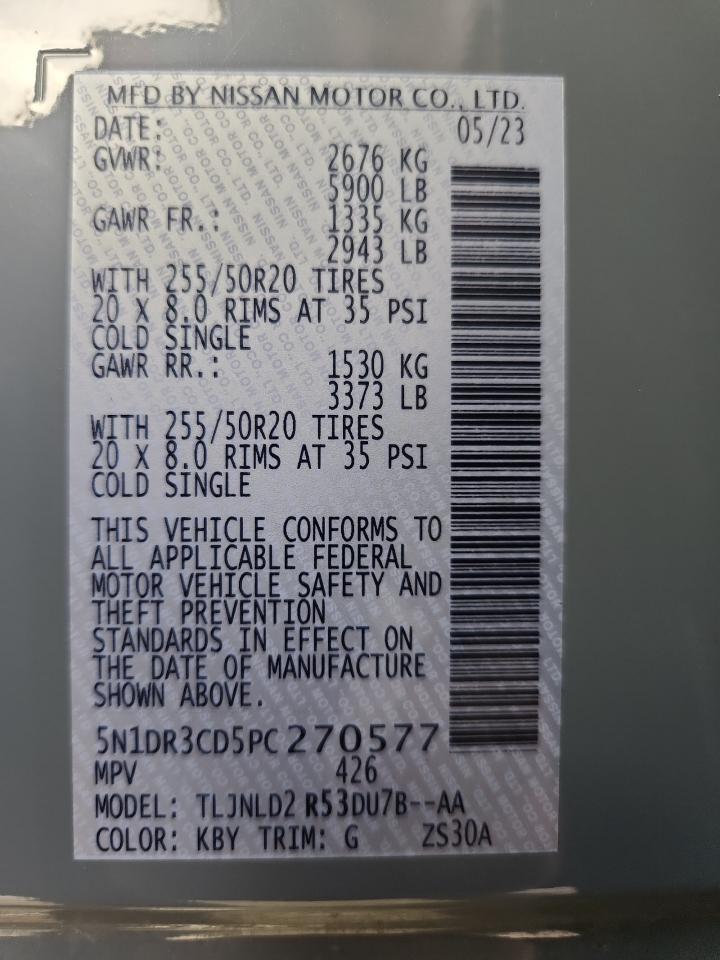 MFD BY NISSAN MOTOR CO., LTD.
DATE: 05/23
GVWR: 2676 KG
5900 LB
GAWR FR.: 1335 KG
2943 LB
WITH 255/50R20 TIRES
20 X 8.0 RIMS AT 35 PSI
COLD SINGLE
GAWR RR.: 1530 KG
3373 LB
WITH 255/50R20 TIRES
20 X 8.0 RIMS AT 35 PSI
COLD SINGLE
THIS VEHICLE CONFORMS TO
ALL APPLICABLE FEDERAL
MOTOR VEHICLE SAFETY AND
THEFT PREVENTION
STANDARDS IN EFFECT ON
THE DATE OF MANUFACTURE
SHOWN ABOVE.
5N1DR3CD5PC270577
MPV 426
MODEL: TLJNLD2 R53DU7B--AA
COLOR: KBY TRIM: G ZS30A